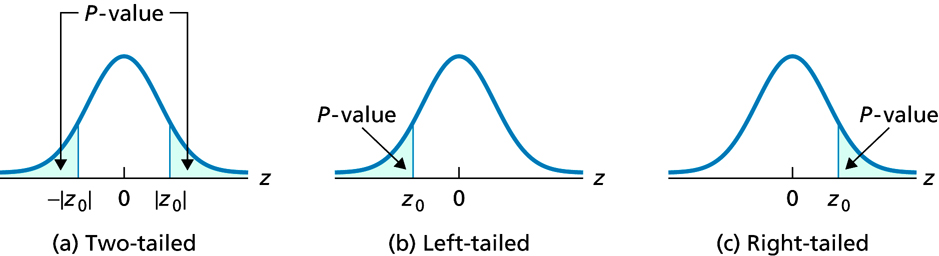 P-value
−|z₀| 0 |z₀| z
(a) Two-tailed
P-value
z₀ 0 z
(b) Left-tailed
P-value
0 z₀ z
(c) Right-tailed